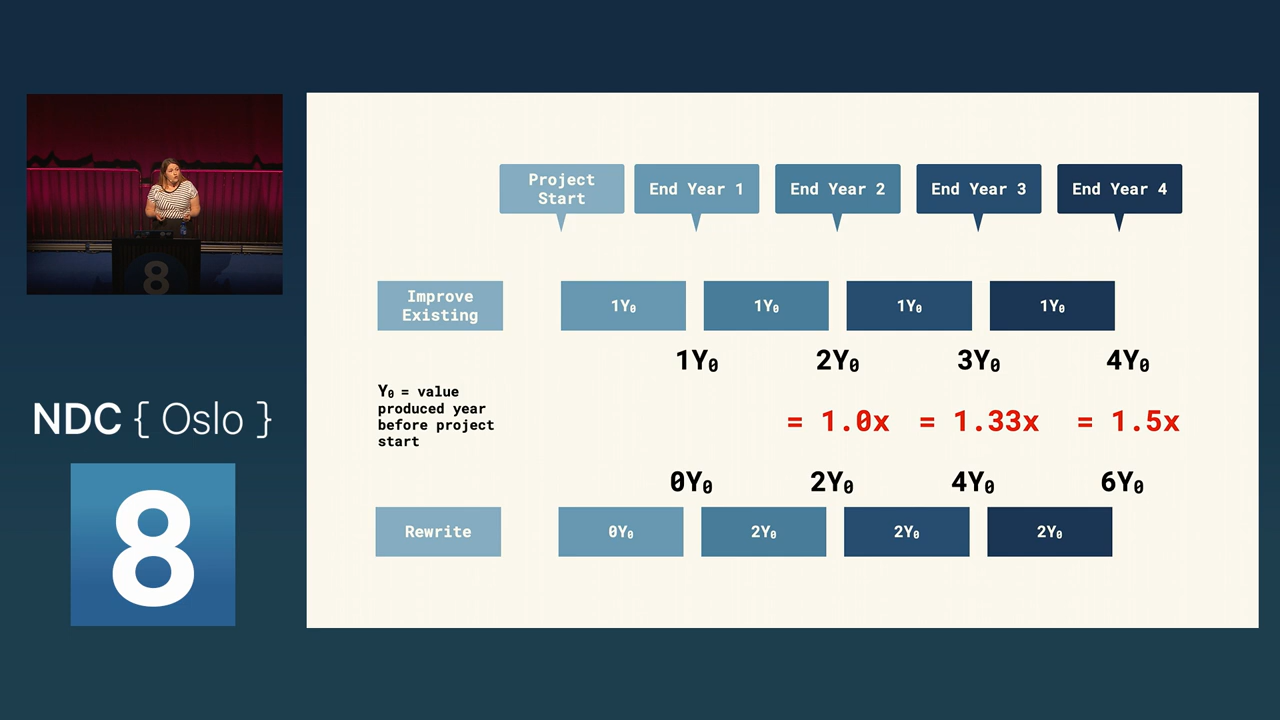 Project
Start
End Year 1
End Year 2
End Year 3
End Year 4
Improve
Existing
1Y₀
1Y₀
1Y₀
1Y₀
1Y₀
2Y₀
3Y₀
4Y₀
Y₀ = value
produced year
before project
start
= 1.0x
= 1.33x
= 1.5x
0Y₀
2Y₀
4Y₀
6Y₀
Rewrite
0Y₀
2Y₀
2Y₀
2Y₀
8
NDC { Oslo }
8